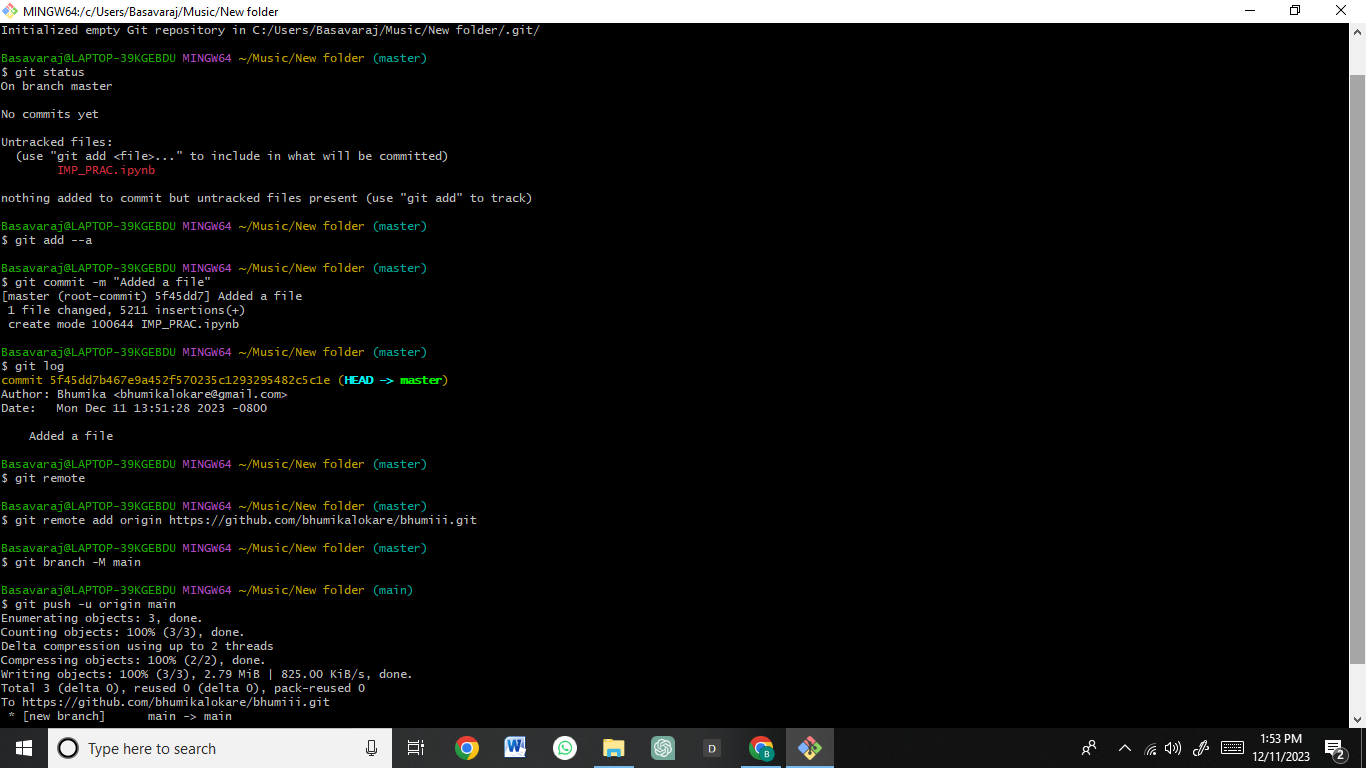 MINGW64:/c/Users/Basavaraj/Music/New folder
Initialized empty Git repository in C:/Users/Basavaraj/Music/New folder/.git/
Basavaraj@LAPTOP-39KGEBDU MINGW64 ~/Music/New folder (master)
$ git status
On branch master
No commits yet
Untracked files:
(use "git add <file>..." to include in what will be committed)
IMP_PRAC.ipynb
nothing added to commit but untracked files present (use "git add" to track)
Basavaraj@LAPTOP-39KGEBDU MINGW64 ~/Music/New folder (master)
$ git add --a
Basavaraj@LAPTOP-39KGEBDU MINGW64 ~/Music/New folder (master)
$ git commit -m "Added a file"
[master (root-commit) 5f45dd7] Added a file
1 file changed, 5211 insertions(+)
create mode 100644 IMP_PRAC.ipynb
Basavaraj@LAPTOP-39KGEBDU MINGW64 ~/Music/New folder (master)
$ git log
commit 5f45dd7b467e9a452f570235c1293295482c5c1e (HEAD -> master)
Author: Bhumika <bhumikalokare@gmail.com>
Date:   Mon Dec 11 13:51:28 2023 -0800
Added a file
Basavaraj@LAPTOP-39KGEBDU MINGW64 ~/Music/New folder (master)
$ git remote
Basavaraj@LAPTOP-39KGEBDU MINGW64 ~/Music/New folder (master)
$ git remote add origin https://github.com/bhumikalokare/bhumiii.git
Basavaraj@LAPTOP-39KGEBDU MINGW64 ~/Music/New folder (master)
$ git branch -M main
Basavaraj@LAPTOP-39KGEBDU MINGW64 ~/Music/New folder (main)
$ git push -u origin main
Enumerating objects: 3, done.
Counting objects: 100% (3/3), done.
Delta compression using up to 2 threads
Compressing objects: 100% (2/2), done.
Writing objects: 100% (3/3), 2.79 MiB | 825.00 KiB/s, done.
Total 3 (delta 0), reused 0 (delta 0), pack-reused 0
To https://github.com/bhumikalokare/bhumiii.git
* [new branch]      main -> main
Type here to search
W
D
B
1:53 PM
12/11/2023
2